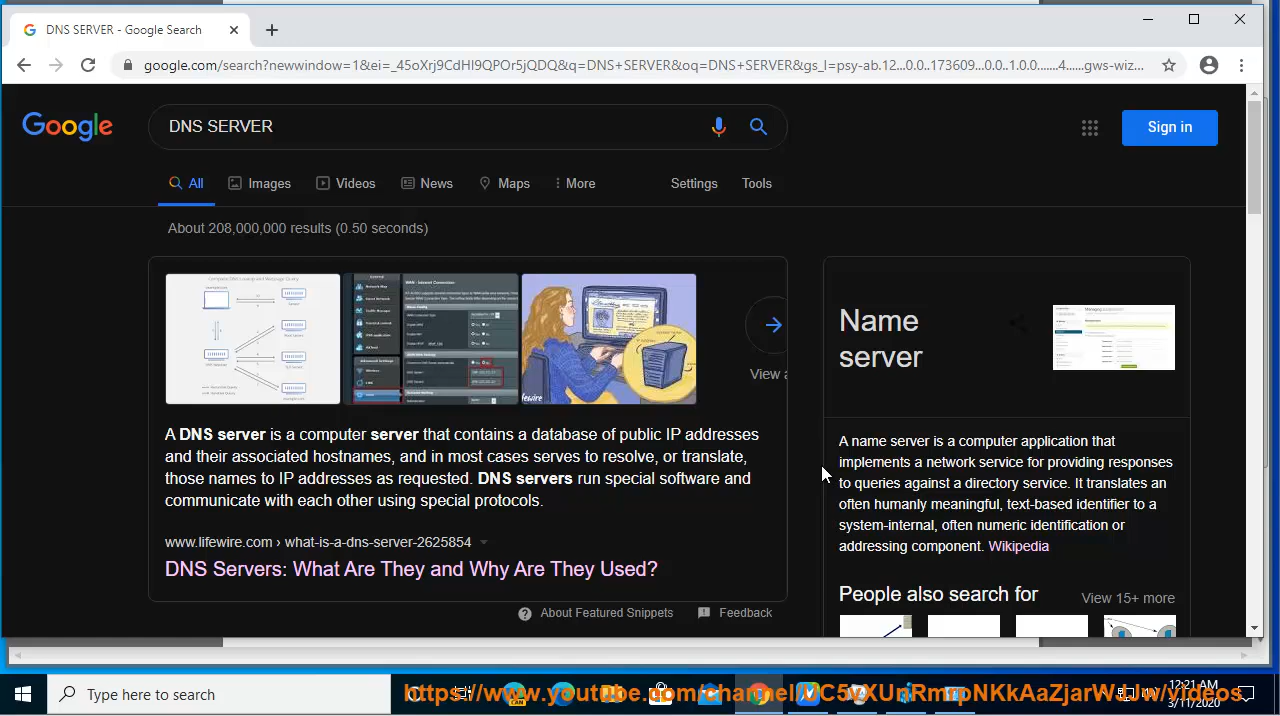 DNS SERVER - Google Search
google.com/search?newwindow=1&ei=_45oXrj9CdHI9QPOr5jQDQ&q=DNS+SERVER&oq=DNS+SERVER&gs_l=psy-ab.12...0.0..173609...0.0..1.0.0.......4......gws-wiz...
Google
DNS SERVER
Sign in
All
Images
Videos
News
Maps
More
Settings
Tools
About 208,000,000 results (0.50 seconds)
View a
A DNS server is a computer server that contains a database of public IP addresses
and their associated hostnames, and in most cases serves to resolve, or translate,
those names to IP addresses as requested. DNS servers run special software and
communicate with each other using special protocols.
www.lifewire.com › what-is-a-dns-server-2625854
DNS Servers: What Are They and Why Are They Used?
About Featured Snippets
Feedback
Name
server
A name server is a computer application that
implements a network service for providing responses
to queries against a directory service. It translates an
often humanly meaningful, text-based identifier to a
system-internal, often numeric identification or
addressing component. Wikipedia
People also search for
View 15+ more
Type here to search
12:21 AM
3/11/2020